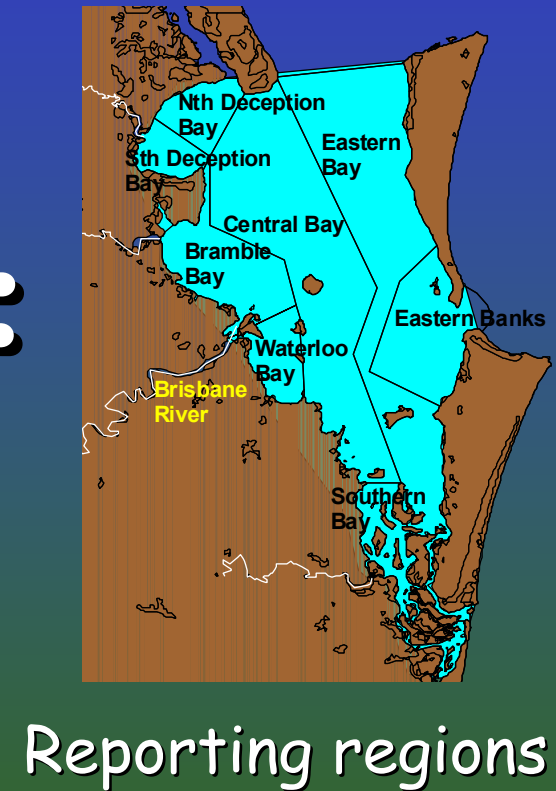 Nth Deception
Bay
Eastern
Bay
Sth Deception
Bay
Central Bay
Bramble
Bay
Eastern Banks
Waterloo
Bay
Brisbane
River
Southern
Bay
Reporting regions